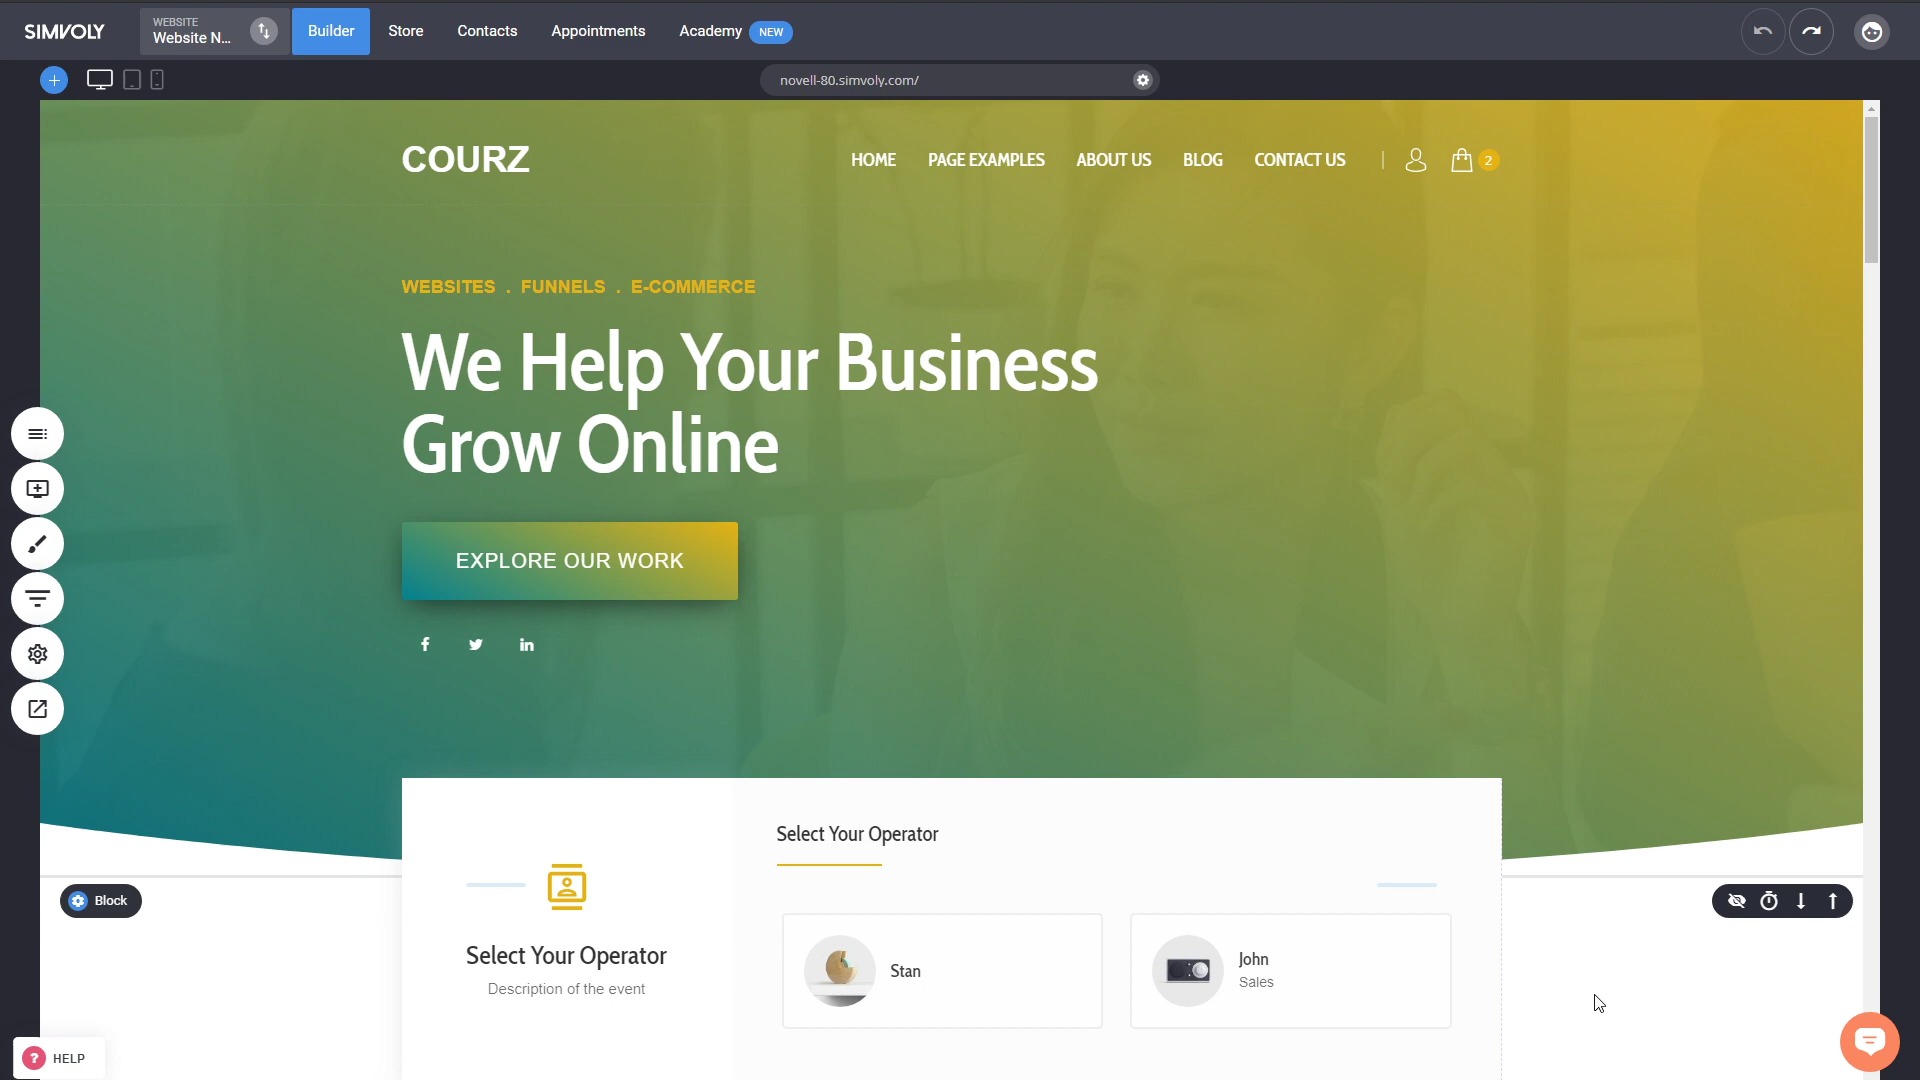 SIMVOLY
WEBSITE
Website N...
Builder
Store
Contacts
Appointments
Academy
NEW
novell-80.simvoly.com/
COURZ
HOME
PAGE EXAMPLES
ABOUT US
BLOG
CONTACT US
2
WEBSITES . FUNNELS . E-COMMERCE
We Help Your Business
Grow Online
EXPLORE OUR WORK
Select Your Operator
Block
Select Your Operator
Description of the event
Stan
John
Sales
? HELP